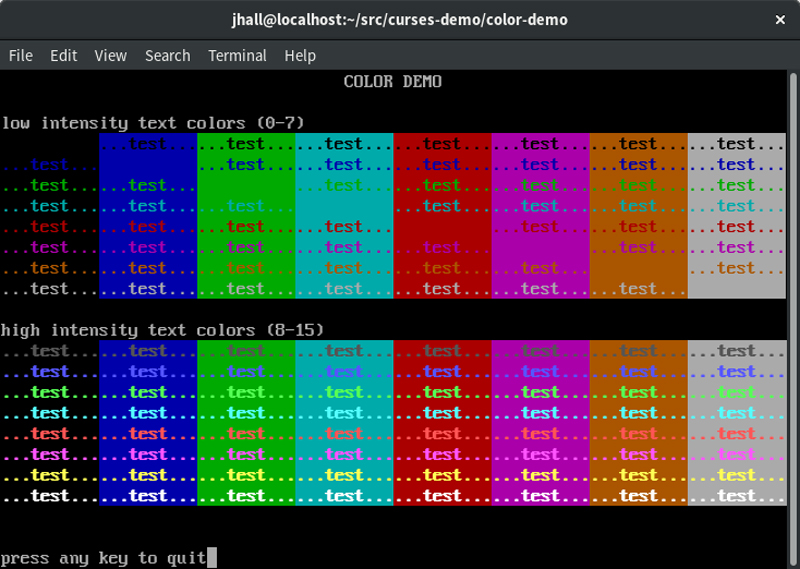 jhall@localhost:~/src/curses-demo/color-demo
File Edit View Search Terminal Help
COLOR DEMO
low intensity text colors (0-7)
...test......test......test......test......test......test......test...
...test... ...test......test......test......test......test......test...
...test......test... ...test......test......test......test......test...
...test......test......test... ...test......test......test......test...
...test......test......test......test... ...test......test......test...
...test......test......test......test......test... ...test......test...
...test......test......test......test......test......test... ...test...
...test......test......test......test......test......test......test...
high intensity text colors (8-15)
...test......test......test......test......test......test......test......test...
...test......test......test......test......test......test......test......test...
...test......test......test......test......test......test......test......test...
...test......test......test......test......test......test......test......test...
...test......test......test......test......test......test......test......test...
...test......test......test......test......test......test......test......test...
...test......test......test......test......test......test......test......test...
...test......test......test......test......test......test......test......test...
press any key to quit